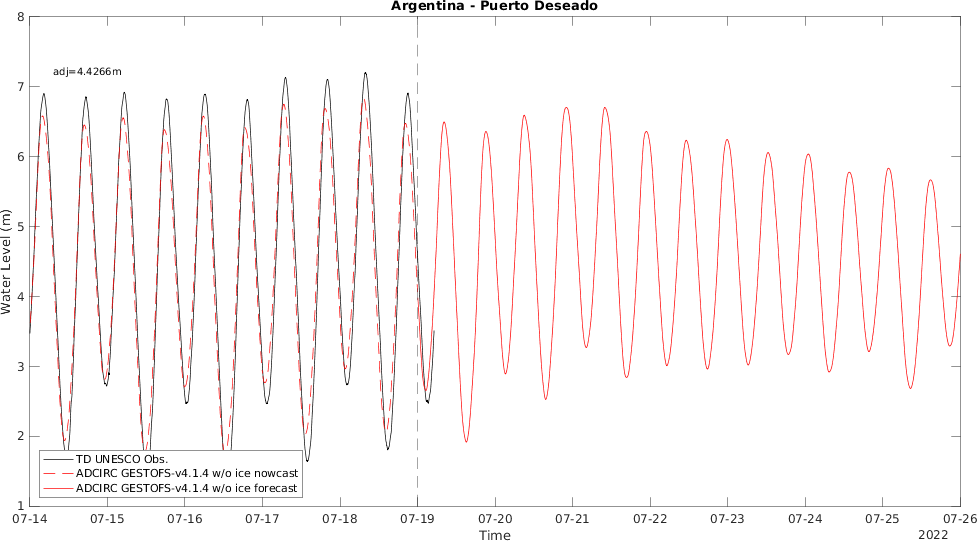 Argentina - Puerto Deseado
8
7
6
5
4
3
2
1
Water Level (m)
adj=4.4266m
TD UNESCO Obs.
ADCIRC GESTOFS-v4.1.4 w/o ice nowcast
ADCIRC GESTOFS-v4.1.4 w/o ice forecast
07-14 07-15 07-16 07-17 07-18 07-19 07-20 07-21 07-22 07-23 07-24 07-25 07-26
Time
2022